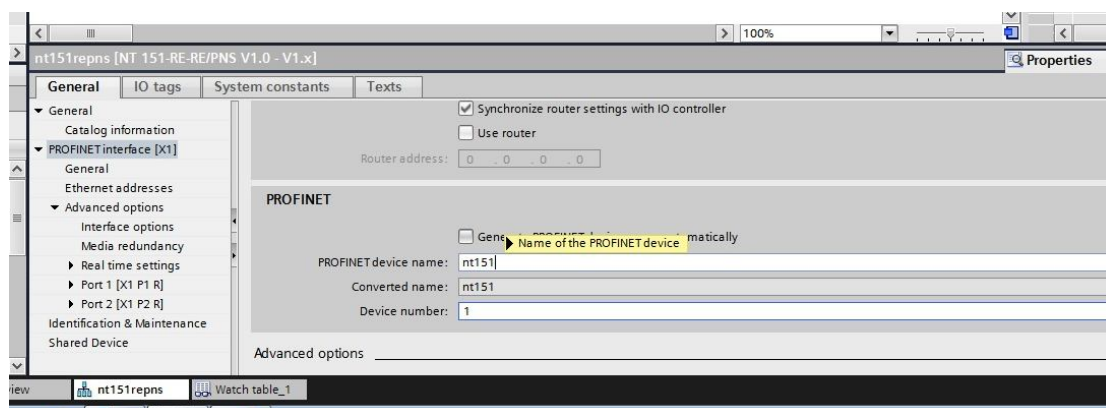 100%
nt151repns [NT 151-RE-RE/PNS V1.0 - V1.x]
Properties
General IO tags System constants Texts
General
Catalog information
PROFINET interface [X1]
General
Ethernet addresses
Advanced options
Interface options
Media redundancy
Real time settings
Port 1 [X1 P1 R]
Port 2 [X1 P2 R]
Identification & Maintenance
Shared Device
Synchronize router settings with IO controller
Use router
Router address: 0 . 0 . 0 . 0
PROFINET
Name of the PROFINET device
PROFINET device name: nt151
Converted name: nt151
Device number: 1
Advanced options
nt151repns Watch table_1